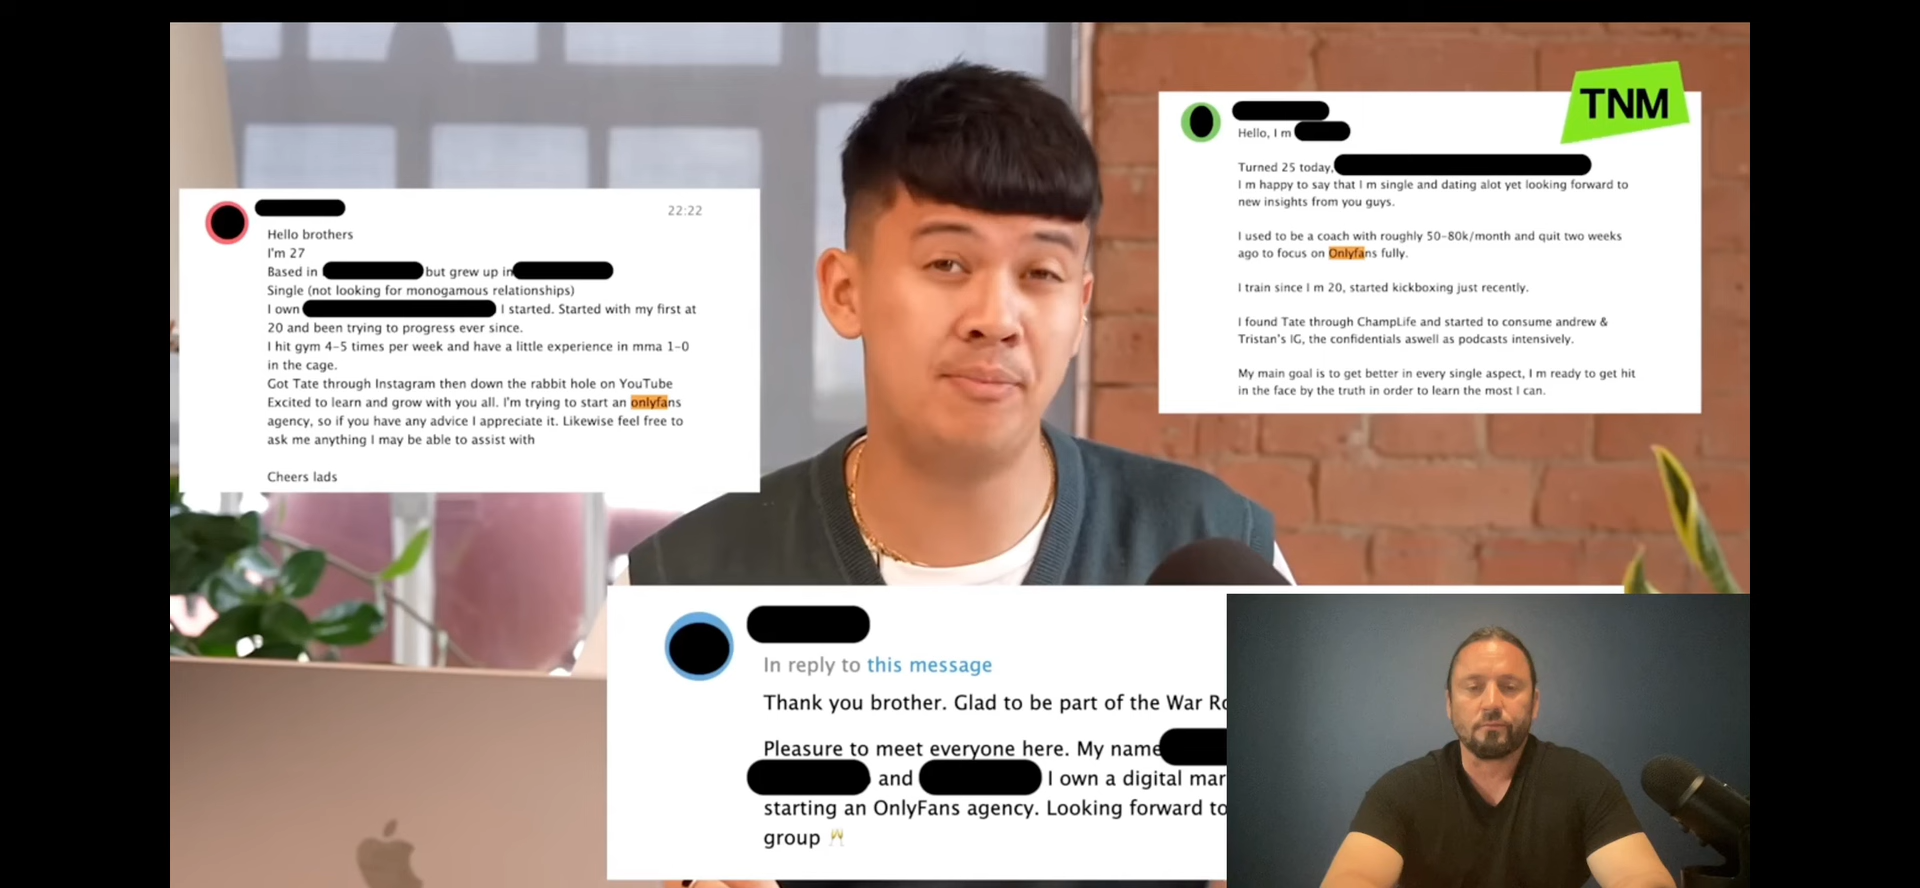 22:22
Hello brothers
I'm 27
Based in but grew up in
Single (not looking for monogamous relationships)
I own I started. Started with my first at
20 and been trying to progress ever since.
I hit gym 4-5 times per week and have a little experience in mma 1-0
in the cage.
Got Tate through Instagram then down the rabbit hole on YouTube
Excited to learn and grow with you all. I'm trying to start an onlyfans
agency, so if you have any advice I appreciate it. Likewise feel free to
ask me anything I may be able to assist with
Cheers lads
TNM
Hello, I m
Turned 25 today,
I m happy to say that I m single and dating alot yet looking forward to
new insights from you guys.
I used to be a coach with roughly 50-80k/month and quit two weeks
ago to focus on Onlyfans fully.
I train since I m 20, started kickboxing just recently.
I found Tate through ChampLife and started to consume andrew &
Tristan's IG, the confidentials aswell as podcasts intensively.
My main goal is to get better in every single aspect, I m ready to get hit
in the face by the truth in order to learn the most I can.
In reply to this message
Thank you brother. Glad to be part of the War Ro
Pleasure to meet everyone here. My name
and I own a digital mar
starting an OnlyFans agency. Looking forward to
group 🥂